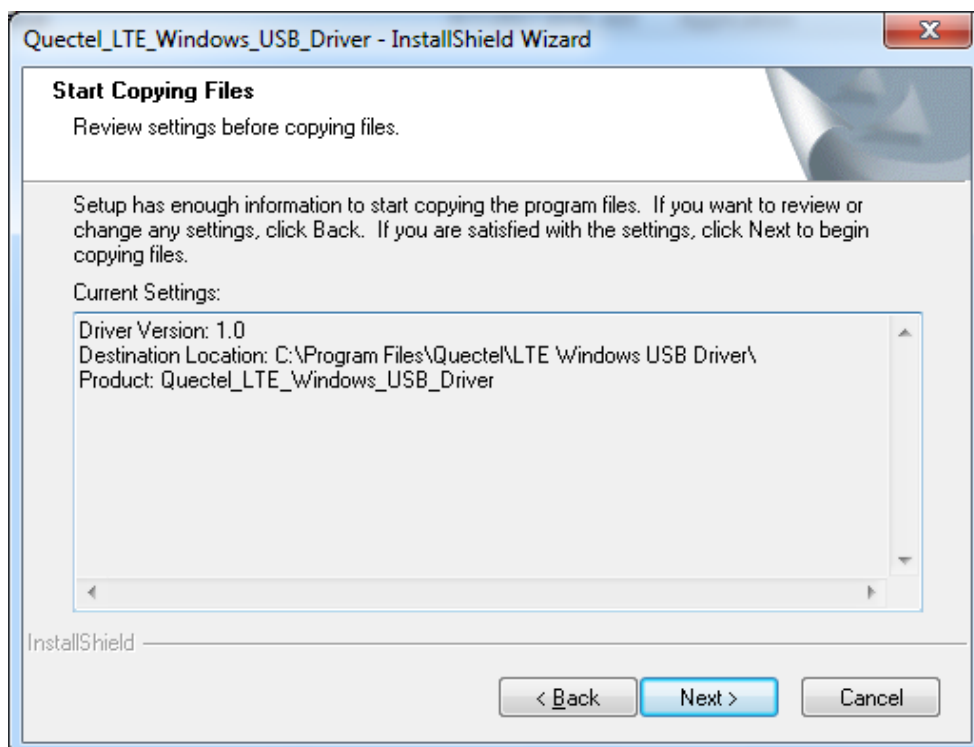 Quectel_LTE_Windows_USB_Driver - InstallShield Wizard
Start Copying Files
Review settings before copying files.
Setup has enough information to start copying the program files.  If you want to review or
change any settings, click Back.  If you are satisfied with the settings, click Next to begin
copying files.
Current Settings:
Driver Version: 1.0
Destination Location: C:\Program Files\Quectel\LTE Windows USB Driver\
Product: Quectel_LTE_Windows_USB_Driver
InstallShield
< Back
Next >
Cancel